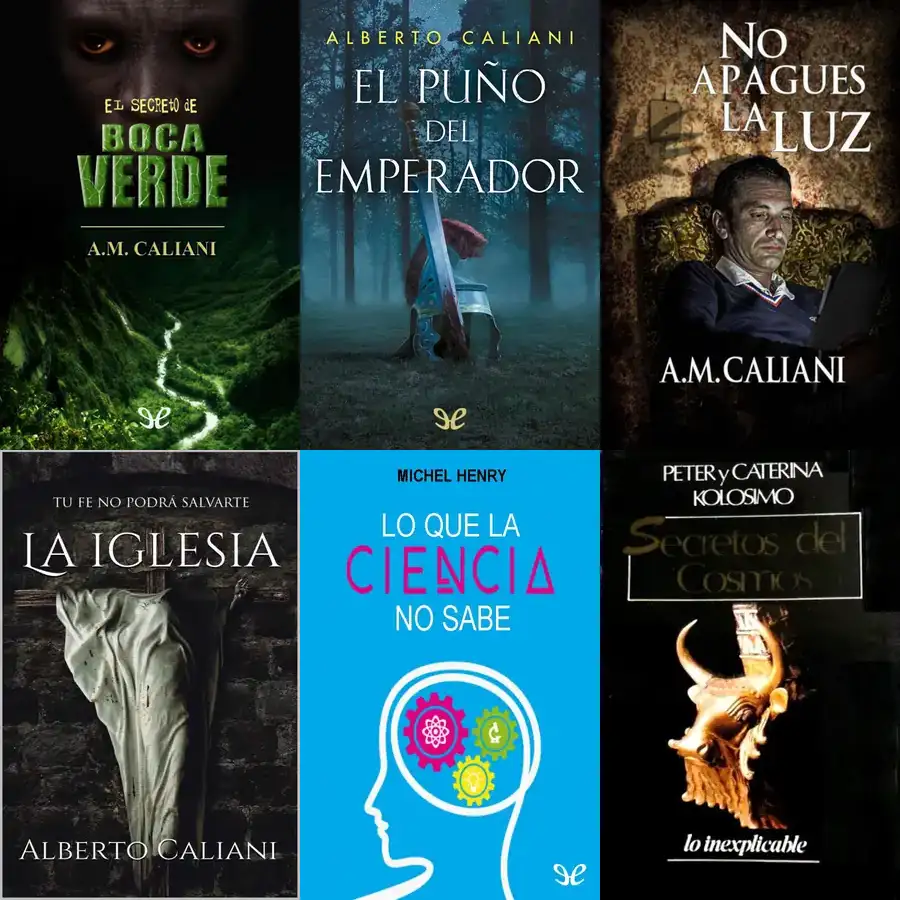 EL SECRETO DE
BOCA
VERDE
A.M. CALIANI
ALBERTO CALIANI
EL PUÑO
DEL
EMPERADOR
NO
APAGUES
LA LUZ
A.M. CALIANI
TU FE NO PODRÁ SALVARTE
LA IGLESIA
ALBERTO CALIANI
MICHEL HENRY
LO QUE LA
CIENCIA
NO SABE
PETER y CATERINA
KOLOSIMO
Secretos del
Cosmos
lo inexplicable